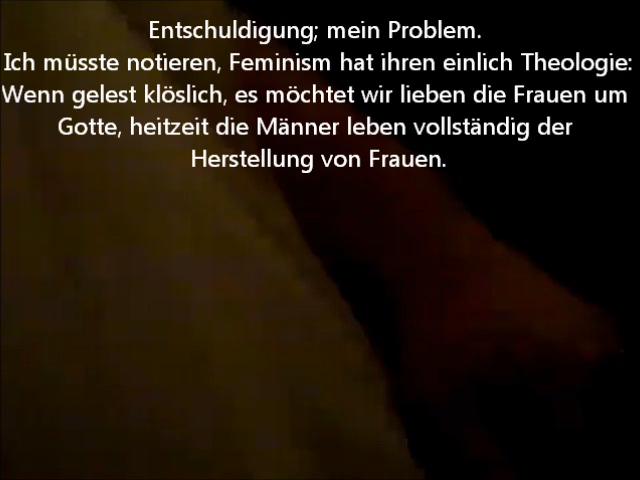 Entschuldigung; mein Problem.
Ich müsste notieren, Feminism hat ihren einlich Theologie:
Wenn gelest klöslich, es möchtet wir lieben die Frauen um
Gotte, heitzeit die Männer leben vollständig der
Herstellung von Frauen.